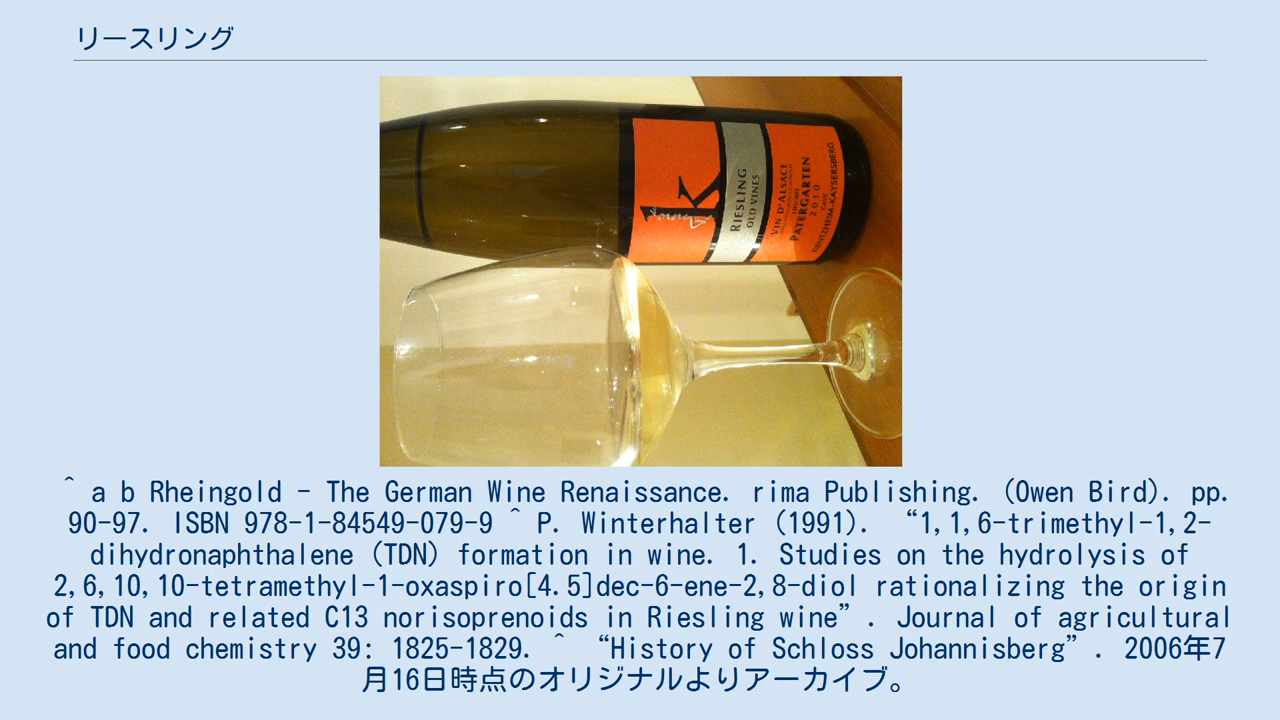 リースリング
K
RIESLING
OLD VINES
VIN D'ALSACE
PATERGARTEN
2010
CAVE
KIENTZHEIM-KAYSERSBERG
^ a b Rheingold – The German Wine Renaissance. rima Publishing. (Owen Bird). pp.
90-97. ISBN 978-1-84549-079-9 ^ P. Winterhalter (1991). “1,1,6-trimethyl-1,2-
dihydronaphthalene (TDN) formation in wine. 1. Studies on the hydrolysis of
2,6,10,10-tetramethyl-1-oxaspiro[4.5]dec-6-ene-2,8-diol rationalizing the origin
of TDN and related C13 norisoprenoids in Riesling wine”. Journal of agricultural
and food chemistry 39: 1825-1829. ^ “History of Schloss Johannisberg”. 2006年7
月16日時点のオリジナルよりアーカイブ。